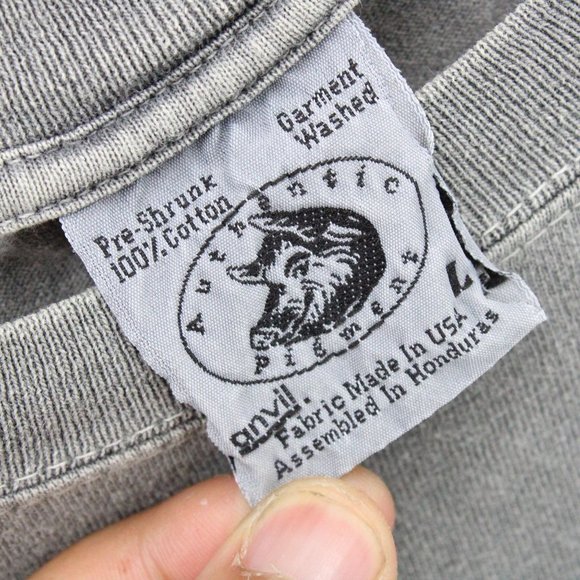 Garment
Washed
Pre-Shrunk
100% Cotton
Authentic
Pigment
anvil.
Fabric Made In USA
Assembled In Honduras